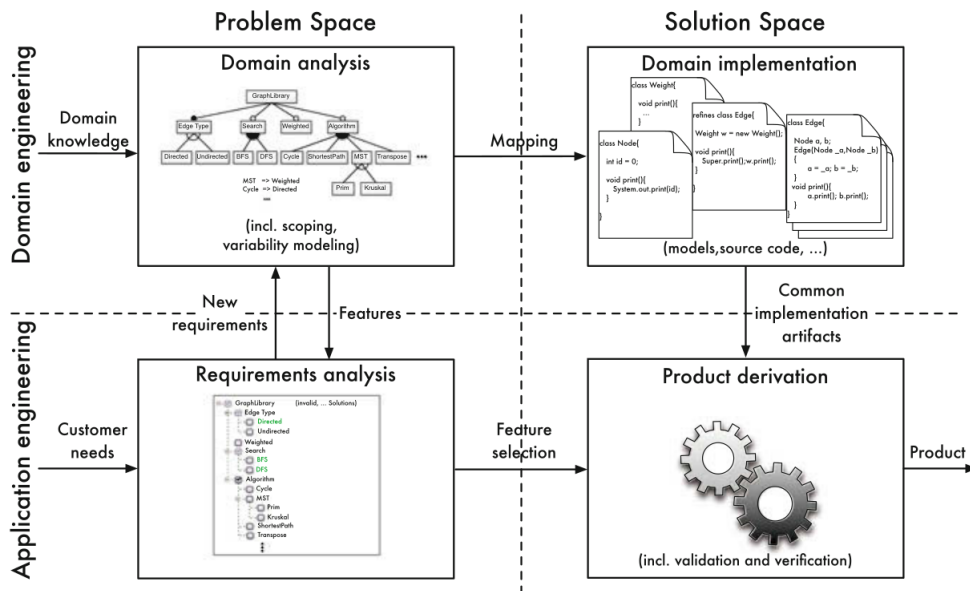 Problem Space
Solution Space
Domain engineering
Domain
knowledge
Domain analysis
GraphLibrary
Edge Type
Search
Weighted
Algorithm
Directed
Undirected
BFS
DFS
Cycle
ShortestPath
MST
Transpose
MST => Weighted
Cycle => Directed
Prim
Kruskal
(incl. scoping,
variability modeling)
Mapping
Domain implementation
class Weight{
void print(){
...
}
refines class Edge{
Weight w = new Weight();
void print(){
Super.print();w.print();
}
}
class Node{
int id = 0;
void print(){
System.out.print(id);
}
}
class Edge{
Node a, b;
Edge(Node _a,Node _b)
{
a = _a; b = _b;
}
void print(){
a.print(); b.print();
}
}
(models,source code, ...)
New
requirements
Features
Common
implementation
artifacts
Application engineering
Customer
needs
Requirements analysis
GraphLibrary (invalid, ... Solutions)
Edge Type
Directed
Undirected
Weighted
Search
BFS
DFS
Algorithm
Cycle
MST
Prim
Kruskal
ShortestPath
Transpose
Feature
selection
Product derivation
(incl. validation and verification)
Product